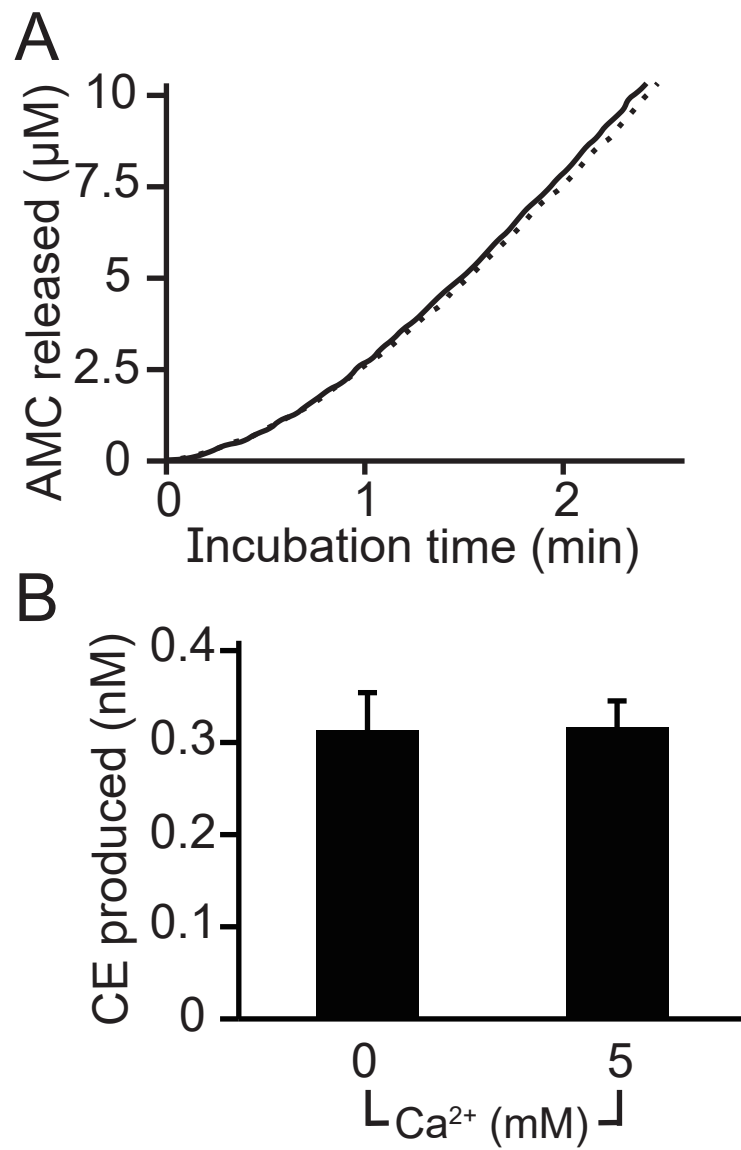 A
AMC released (µM)
10
7.5
5
2.5
0
0 1 2
Incubation time (min)
B
CE produced (nM)
0.4
0.3
0.2
0.1
0
0 5
Ca²⁺ (mM)